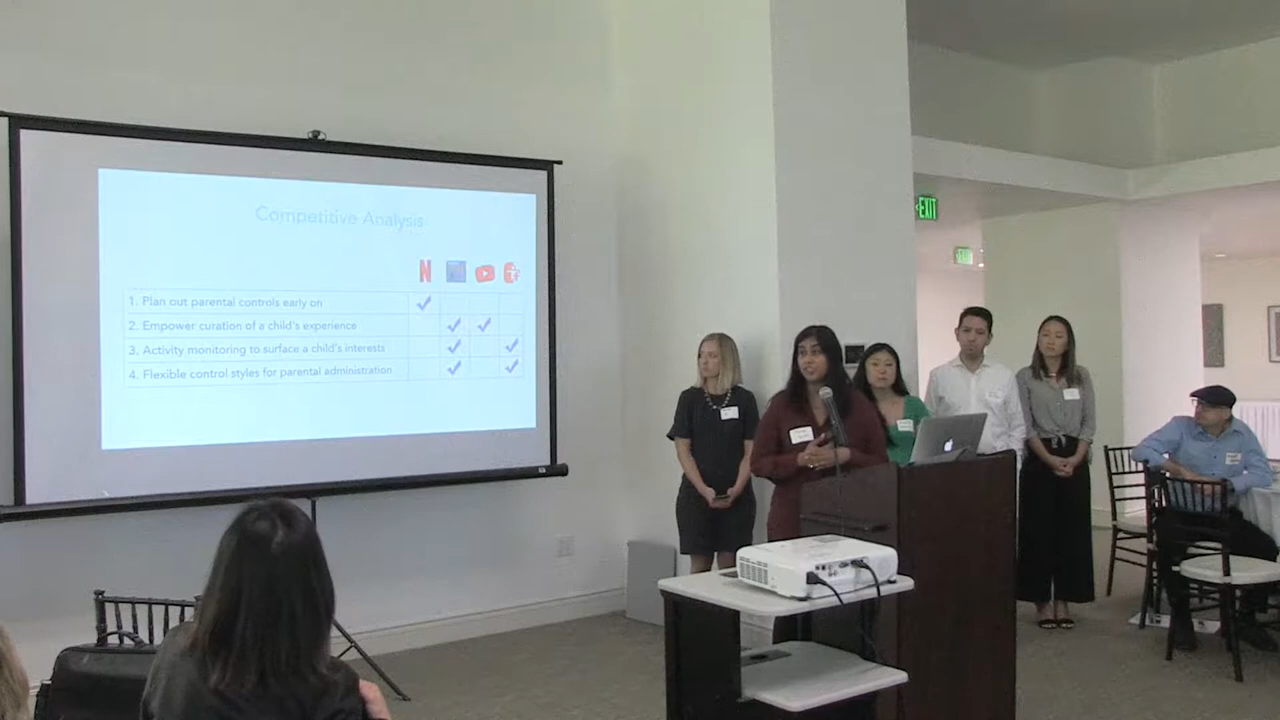 Competitive Analysis
N
1. Plan out parental controls early on
2. Empower curation of a child's experience
3. Activity monitoring to surface a child's interests
4. Flexible control styles for parental administration
EXIT
EXIT